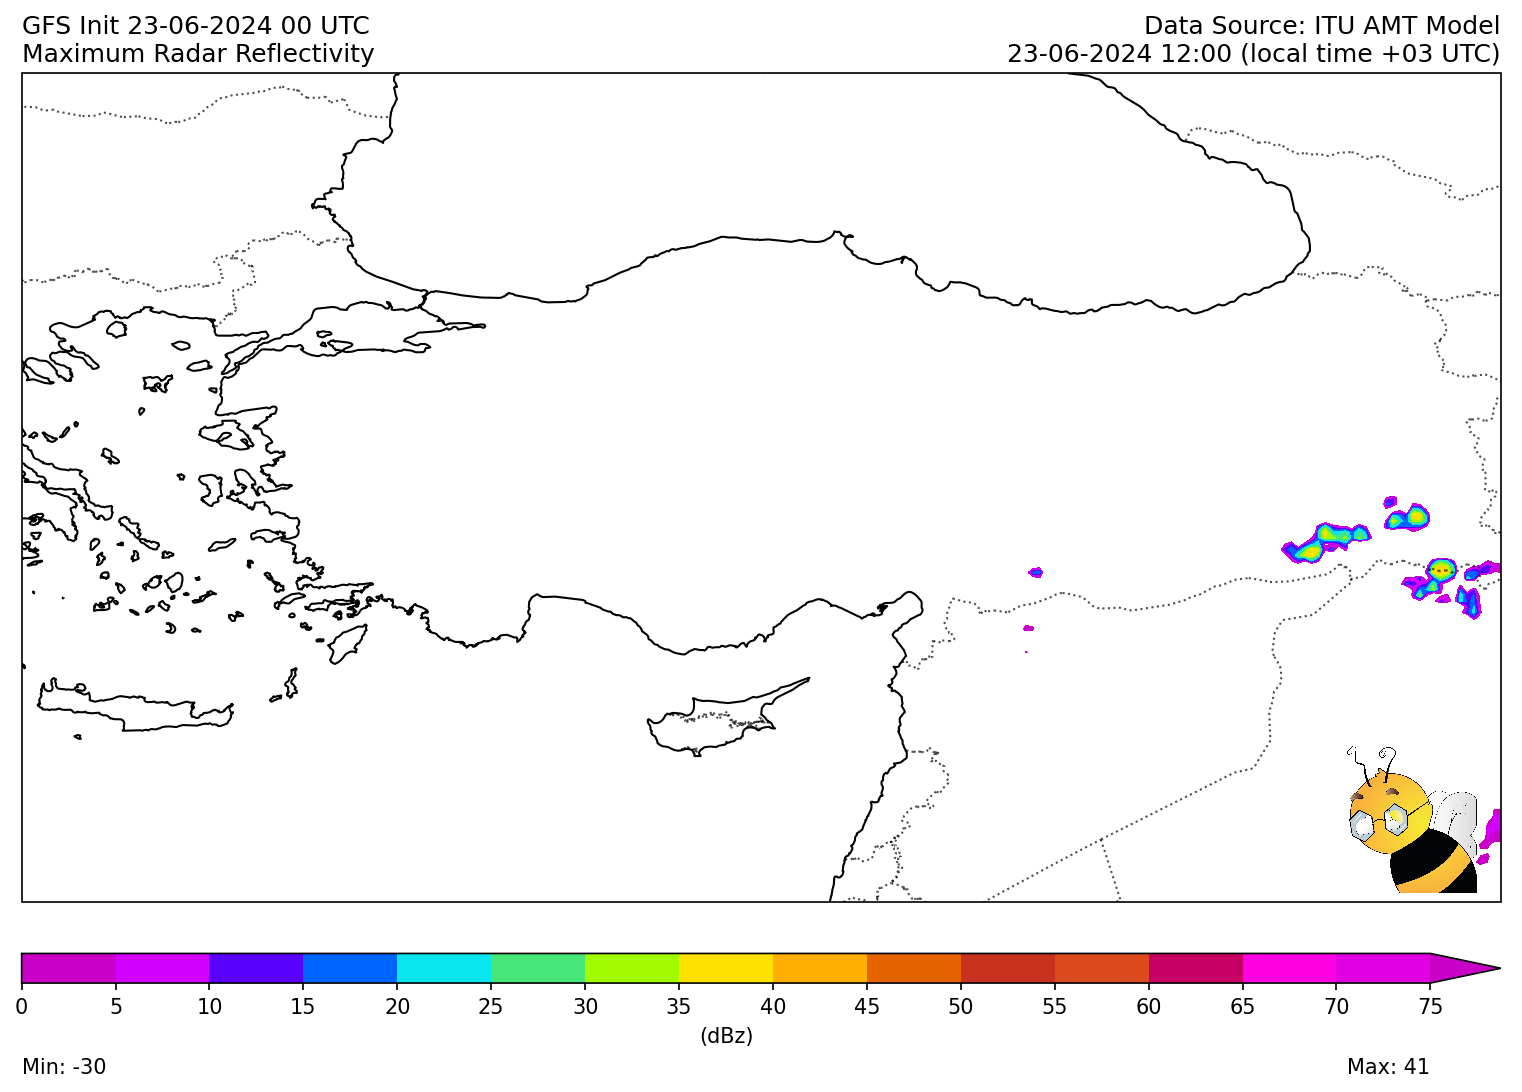 GFS Init 23-06-2024 00 UTC
Maximum Radar Reflectivity
Data Source: ITU AMT Model
23-06-2024 12:00 (local time +03 UTC)
0 5 10 15 20 25 30 35 40 45 50 55 60 65 70 75
(dBz)
Min: -30
Max: 41